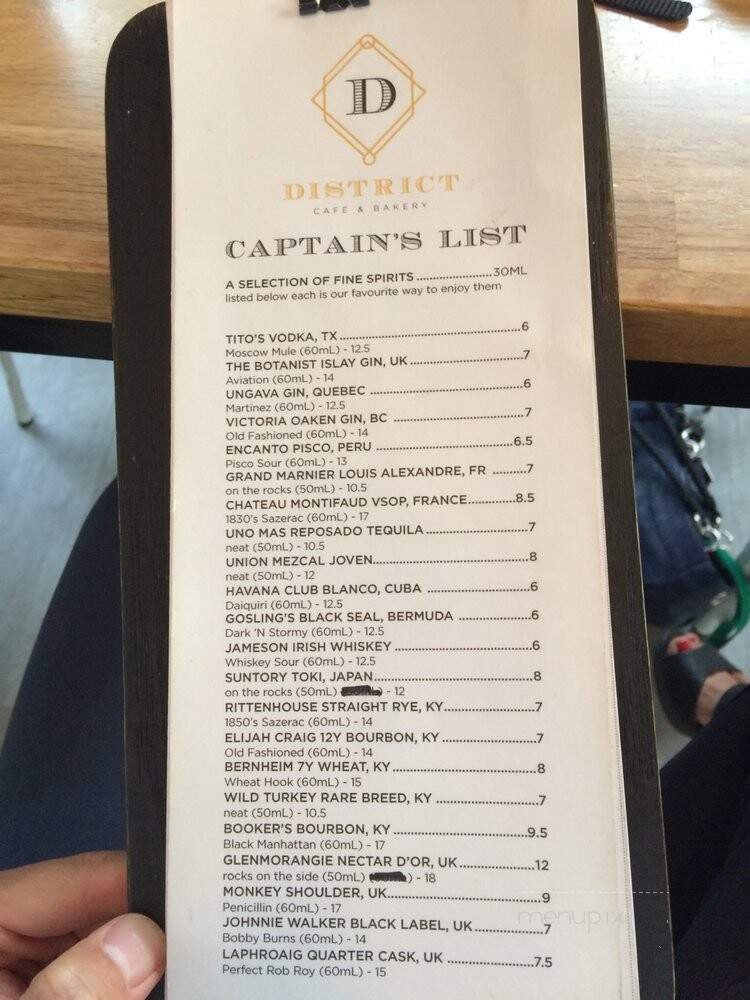 D
DISTRICT
CAFÉ & BAKERY
CAPTAIN'S LIST
A SELECTION OF FINE SPIRITS.......................30ML
listed below each is our favourite way to enjoy them
TITO'S VODKA, TX.......................................................6
Moscow Mule (60mL) - 12.5
THE BOTANIST ISLAY GIN, UK..................................7
Aviation (60mL) - 14
UNGAVA GIN, QUEBEC ..............................................6
Martinez (60mL) - 12.5
VICTORIA OAKEN GIN, BC ........................................7
Old Fashioned (60mL) - 14
ENCANTO PISCO, PERU .........................................6.5
Pisco Sour (60mL) - 13
GRAND MARNIER LOUIS ALEXANDRE, FR ..........7
on the rocks (50mL) - 10.5
CHATEAU MONTIFAUD VSOP, FRANCE..............8.5
1830's Sazerac (60mL) - 17
UNO MAS REPOSADO TEQUILA...............................7
neat (50mL) - 10.5
UNION MEZCAL JOVEN..............................................8
neat (50mL) - 12
HAVANA CLUB BLANCO, CUBA ..............................6
Daiquiri (60mL) - 12.5
GOSLING'S BLACK SEAL, BERMUDA ......................6
Dark 'N Stormy (60mL) - 12.5
JAMESON IRISH WHISKEY .........................................6
Whiskey Sour (60mL) - 12.5
SUNTORY TOKI, JAPAN..............................................8
on the rocks (50mL) ) - 12
RITTENHOUSE STRAIGHT RYE, KY..........................7
1850's Sazerac (60mL) - 14
ELIJAH CRAIG 12Y BOURBON, KY ...........................7
Old Fashioned (60mL) - 14
BERNHEIM 7Y WHEAT, KY..........................................8
Wheat Hook (60mL) - 15
WILD TURKEY RARE BREED, KY ..............................7
neat (50mL) - 10.5
BOOKER'S BOURBON, KY........................................9.5
Black Manhattan (60mL) - 17
GLENMORANGIE NECTAR D'OR, UK......................12
rocks on the side (50mL) ) - 18
MONKEY SHOULDER, UK............................................9
Penicillin (60mL) - 17
JOHNNIE WALKER BLACK LABEL, UK....................7
Bobby Burns (60mL) - 14
LAPHROAIG QUARTER CASK, UK .........................7.5
Perfect Rob Roy (60mL) - 15
menupix